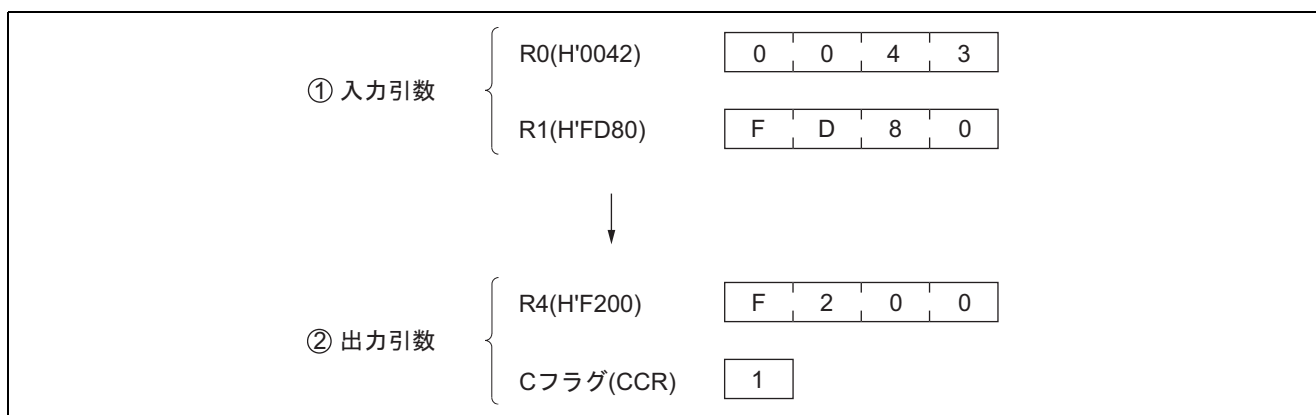 R0(H'0042) 0 0 4 3
① 入力引数
R1(H'FD80) F D 8 0
R4(H'F200) F 2 0 0
② 出力引数
Cフラグ(CCR) 1